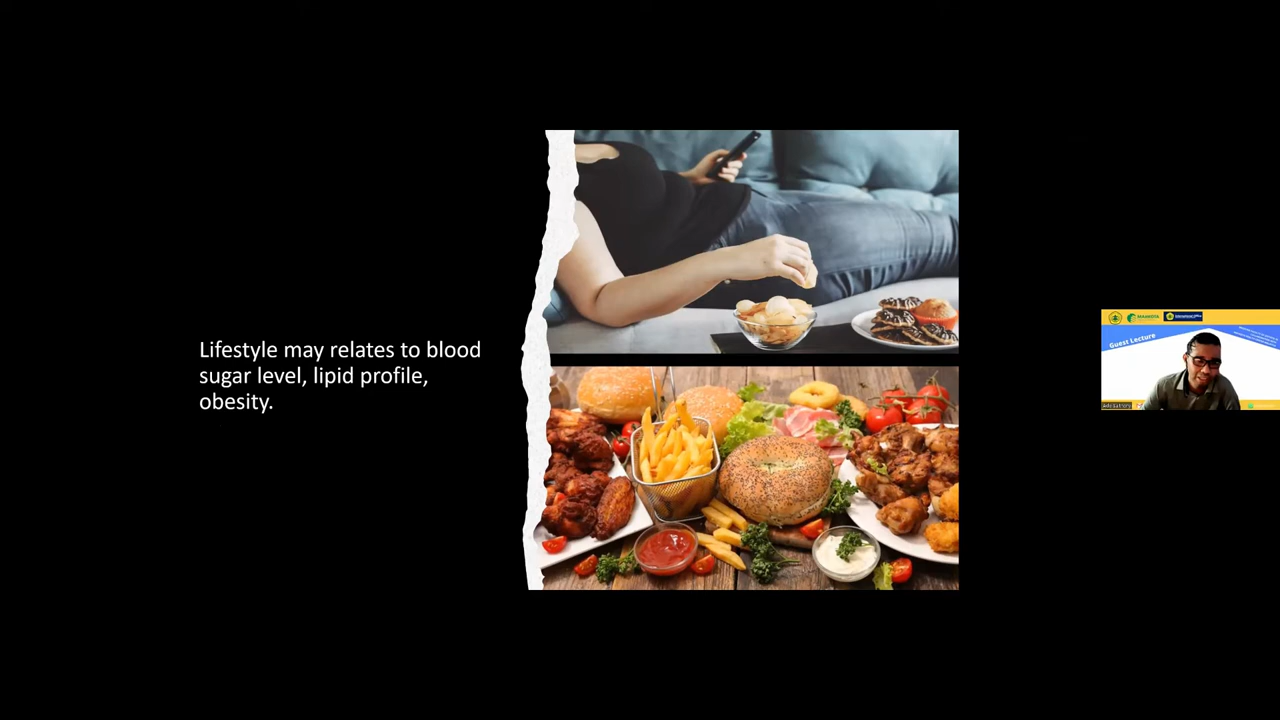 Lifestyle may relates to blood
sugar level, lipid profile,
obesity.
Guest Lecture